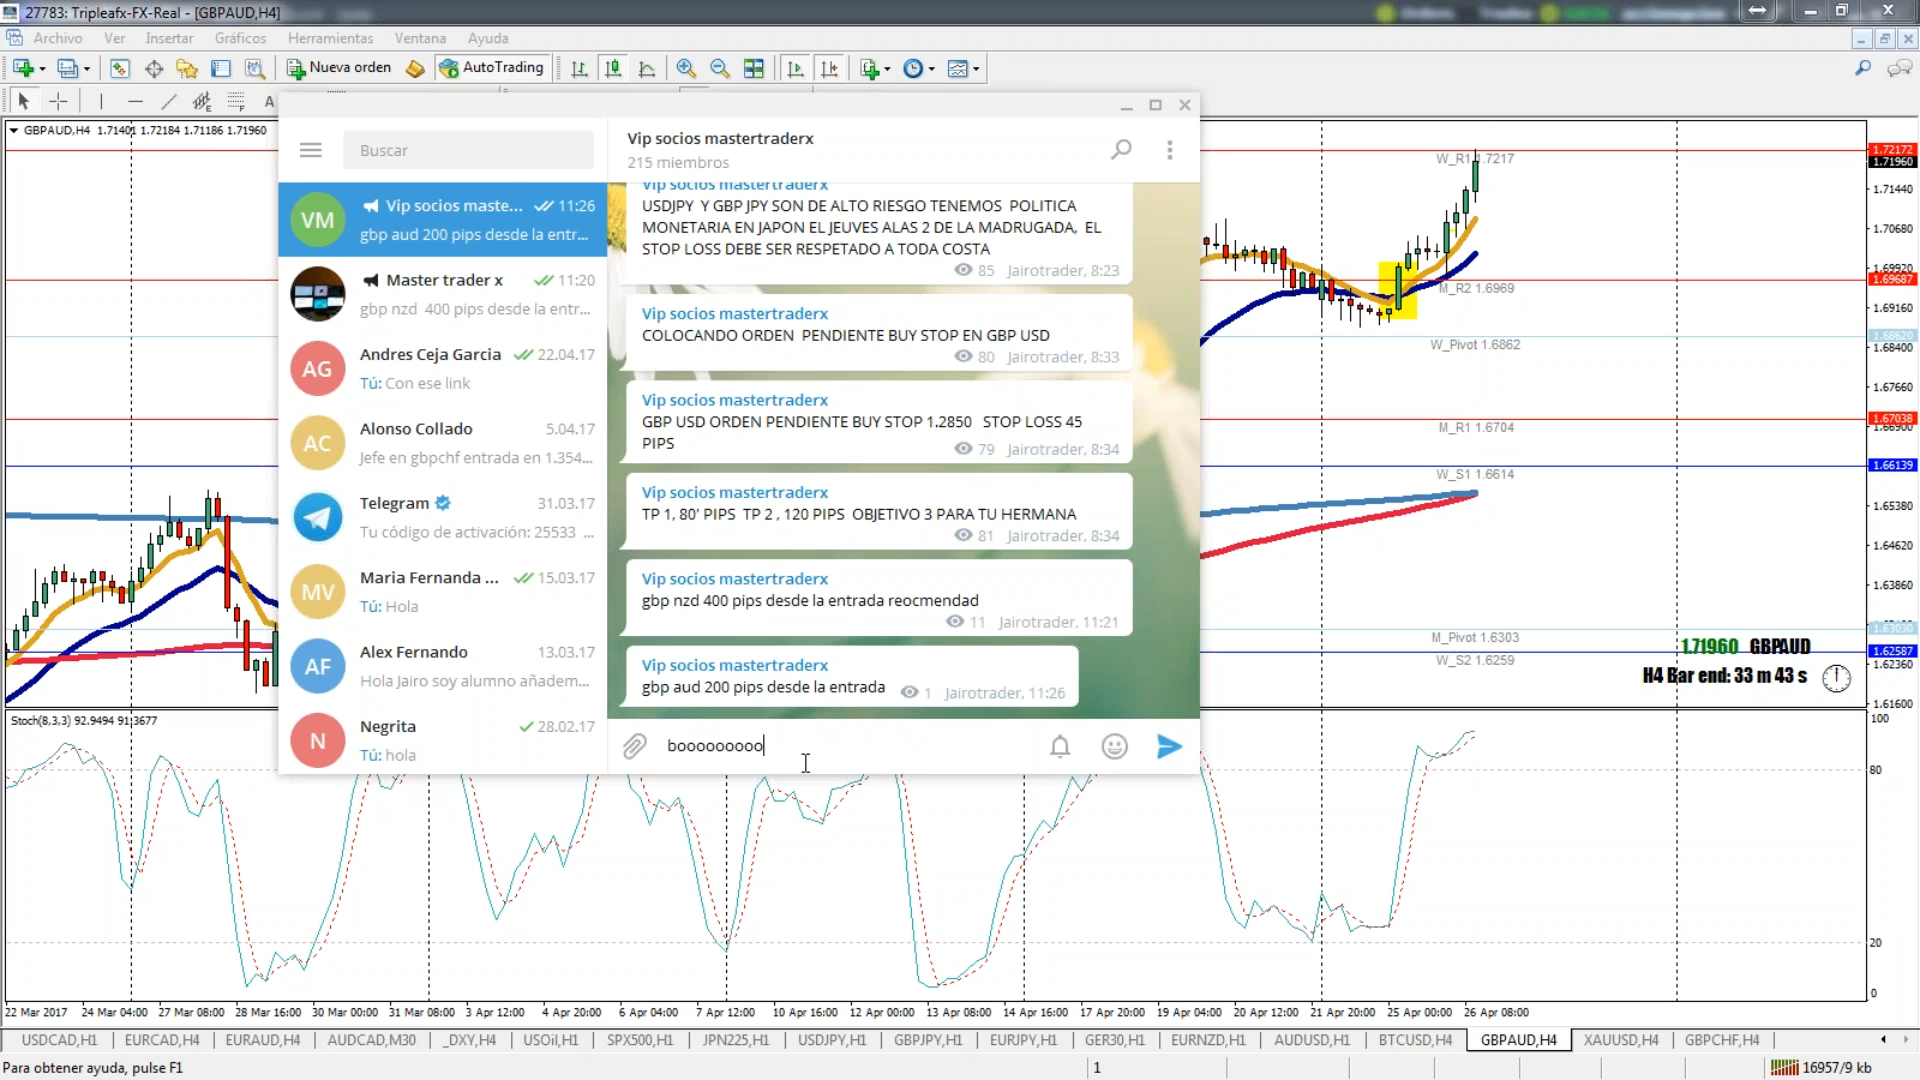 27783: Tripleafx-FX-Real - [GBPAUD,H4]
Archivo Ver Insertar Gráficos Herramientas Ventana Ayuda
Nueva orden AutoTrading
GBPAUD,H4 1.71401 1.72184 1.71186 1.71960
Buscar
Vip socios maste... 11:26
gbp aud 200 pips desde la entr...
Master trader x 11:20
gbp nzd 400 pips desde la entr...
AG
Andres Ceja Garcia 22.04.17
Tú: Con ese link
AC
Alonso Collado 5.04.17
Jefe en gbpchf entrada en 1.354...
Telegram 31.03.17
Tu código de activación: 25533 ...
MV
Maria Fernanda ... 15.03.17
Tú: Hola
AF
Alex Fernando 13.03.17
Hola Jairo soy alumno añadem...
N
Negrita 28.02.17
Tú: hola
VM
Vip socios mastertraderx
215 miembros
Vip socios mastertraderx
USDJPY Y GBP JPY SON DE ALTO RIESGO TENEMOS POLITICA
MONETARIA EN JAPON EL JEUVES ALAS 2 DE LA MADRUGADA, EL
STOP LOSS DEBE SER RESPETADO A TODA COSTA
85 Jairotrader, 8:23
Vip socios mastertraderx
COLOCANDO ORDEN PENDIENTE BUY STOP EN GBP USD
80 Jairotrader, 8:33
Vip socios mastertraderx
GBP USD ORDEN PENDIENTE BUY STOP 1.2850 STOP LOSS 45
PIPS
79 Jairotrader, 8:34
Vip socios mastertraderx
TP 1, 80' PIPS TP 2 , 120 PIPS OBJETIVO 3 PARA TU HERMANA
81 Jairotrader, 8:34
Vip socios mastertraderx
gbp nzd 400 pips desde la entrada reocmendad
11 Jairotrader, 11:21
Vip socios mastertraderx
gbp aud 200 pips desde la entrada 1 Jairotrader, 11:26
boooooooooo
W_R1 1.7217
M_R2 1.6969
W_Pivot 1.6862
M_R1 1.6704
W_S1 1.6614
M_Pivot 1.6303
W_S2 1.6259
1.71960 GBPAUD
H4 Bar end: 33 m 43 s
1.72172
1.71960
1.71440
1.70680
1.69920
1.69687
1.69160
1.68620
1.68400
1.67660
1.67038
1.66900
1.66139
1.65380
1.64620
1.63860
1.63030
1.62587
1.62360
1.61600
Stoch(8,3,3) 92.9494 91.3677
100
80
20
0
22 Mar 2017 24 Mar 04:00 27 Mar 08:00 28 Mar 16:00 30 Mar 00:00 31 Mar 08:00 3 Apr 12:00 4 Apr 20:00 6 Apr 04:00 7 Apr 12:00 10 Apr 16:00 12 Apr 00:00 13 Apr 08:00 14 Apr 16:00 17 Apr 20:00 19 Apr 04:00 20 Apr 12:00 21 Apr 20:00 25 Apr 00:00 26 Apr 08:00
USDCAD,H1 EURCAD,H4 EURAUD,H4 AUDCAD,M30 _DXY,H4 USOil,H1 SPX500,H1 JPN225,H1 USDJPY,H1 GBPJPY,H1 EURJPY,H1 GER30,H1 EURNZD,H1 AUDUSD,H1 BTCUSD,H4 GBPAUD,H4 XAUUSD,H4 GBPCHF,H4
Para obtener ayuda, pulse F1 1 16957/9 kb